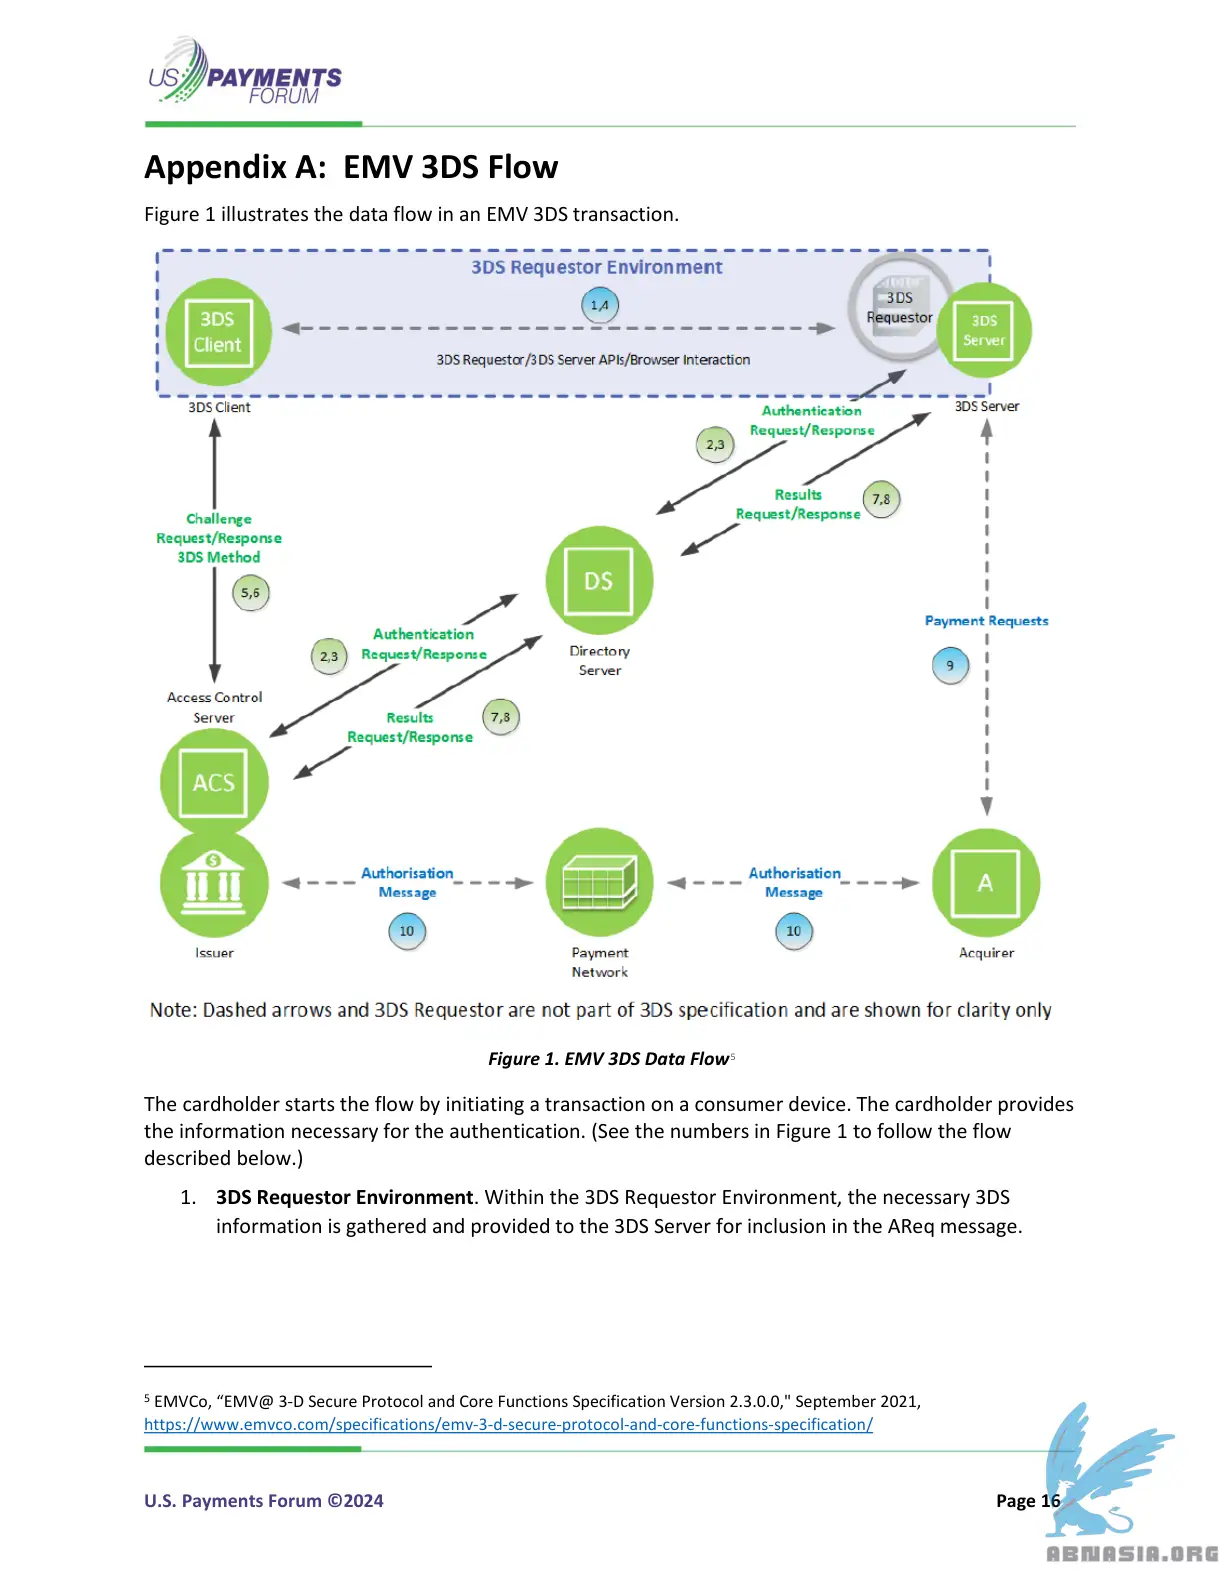 US PAYMENTS
FORUM
Appendix A:  EMV 3DS Flow
Figure 1 illustrates the data flow in an EMV 3DS transaction.
3DS Requestor Environment
1,4
3DS
Client
3DS
Requestor
3DS
Server
3DS Requestor/3DS Server APIs/Browser Interaction
3DS Client
3DS Server
Authentication
Request/Response
2,3
Results
Request/Response
7,8
Challenge
Request/Response
3DS Method
5,6
DS
Directory
Server
Payment Requests
9
Authentication
Request/Response
2,3
Results
Request/Response
7,8
Access Control
Server
ACS
Authorisation
Message
10
Authorisation
Message
10
A
Issuer
Payment
Network
Acquirer
Note: Dashed arrows and 3DS Requestor are not part of 3DS specification and are shown for clarity only
Figure 1. EMV 3DS Data Flow5
The cardholder starts the flow by initiating a transaction on a consumer device. The cardholder provides
the information necessary for the authentication. (See the numbers in Figure 1 to follow the flow
described below.)
1. 3DS Requestor Environment. Within the 3DS Requestor Environment, the necessary 3DS
information is gathered and provided to the 3DS Server for inclusion in the AReq message.
5 EMVCo, “EMV@ 3-D Secure Protocol and Core Functions Specification Version 2.3.0.0," September 2021,
https://www.emvco.com/specifications/emv-3-d-secure-protocol-and-core-functions-specification/
U.S. Payments Forum ©2024
Page 16
ABNASIA.ORG